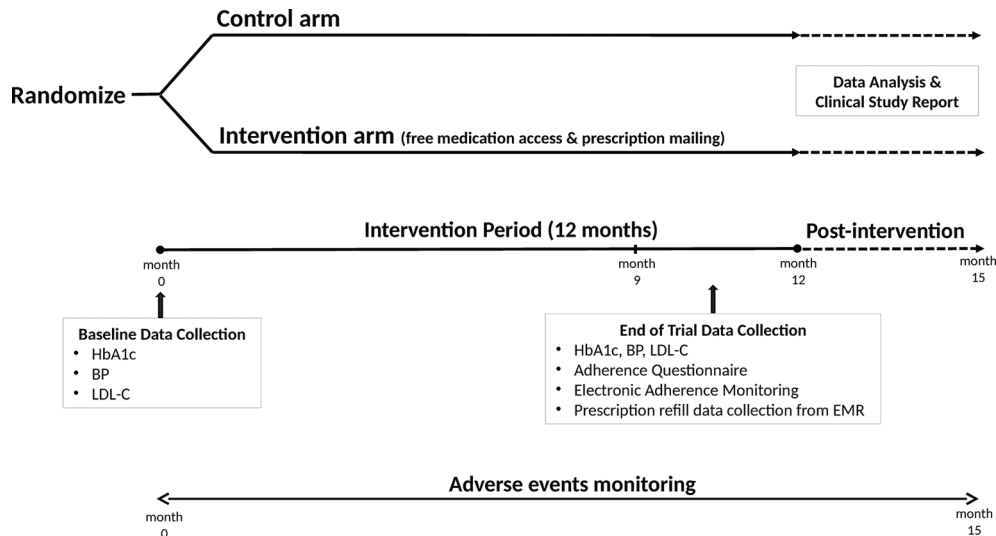 Control arm
Randomize
Data Analysis &
Clinical Study Report
Intervention arm (free medication access & prescription mailing)
Intervention Period (12 months)
Post-intervention
month
0
month
9
month
12
month
15
Baseline Data Collection
• HbA1c
• BP
• LDL-C
End of Trial Data Collection
• HbA1c, BP, LDL-C
• Adherence Questionnaire
• Electronic Adherence Monitoring
• Prescription refill data collection from EMR
Adverse events monitoring
month
0
month
15